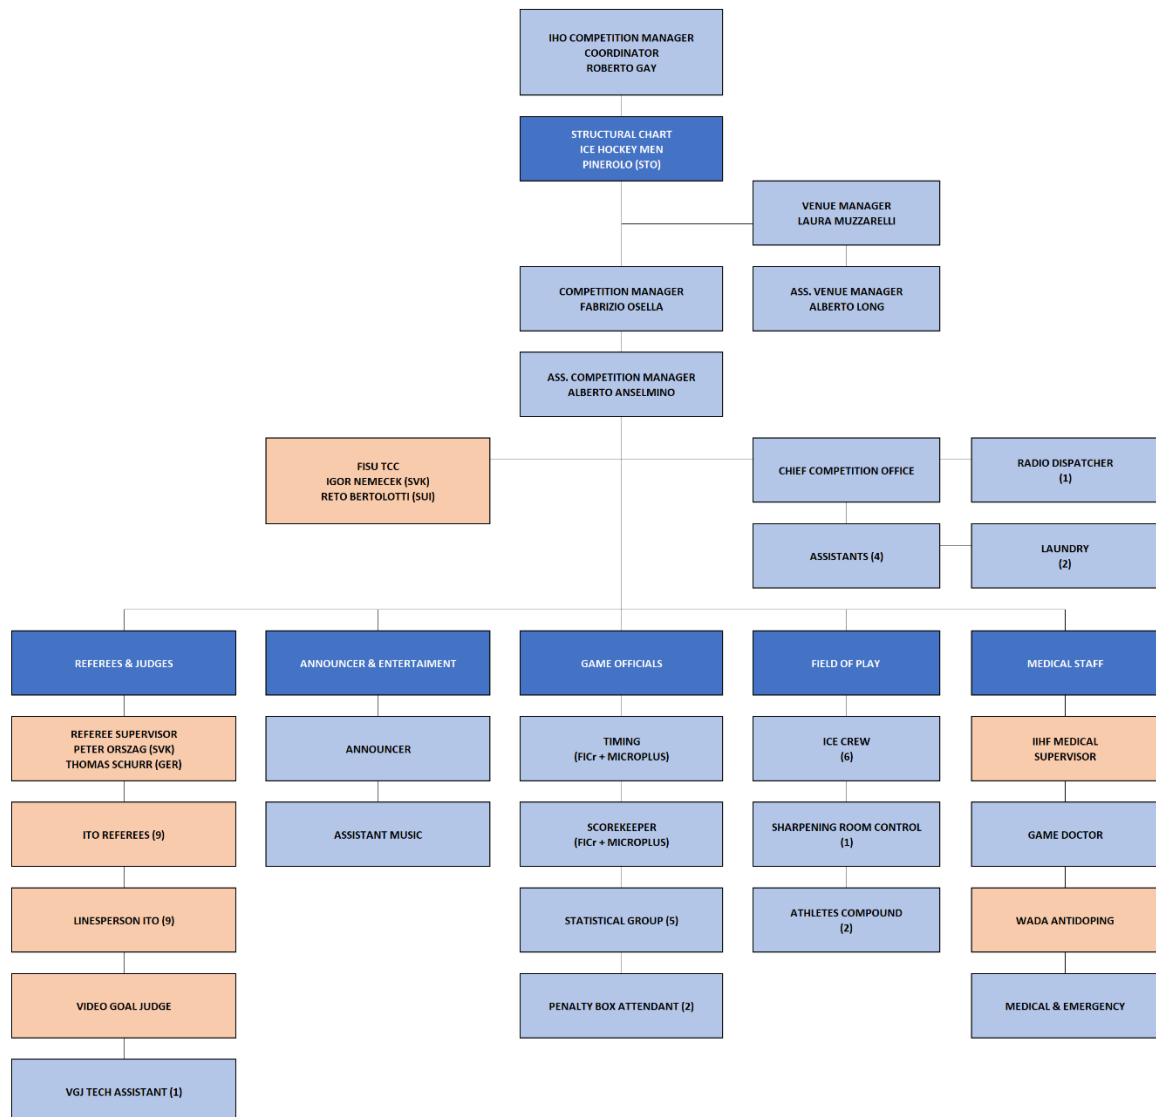 IHO COMPETITION MANAGER
COORDINATOR
ROBERTO GAY
STRUCTURAL CHART
ICE HOCKEY MEN
PINEROLO (STO)
VENUE MANAGER
LAURA MUZZARELLI
COMPETITION MANAGER
FABRIZIO OSELLA
ASS. VENUE MANAGER
ALBERTO LONG
ASS. COMPETITION MANAGER
ALBERTO ANSELMINO
FISU TCC
IGOR NEMECEK (SVK)
RETO BERTOLOTTI (SUI)
CHIEF COMPETITION OFFICE
RADIO DISPATCHER
(1)
ASSISTANTS (4)
LAUNDRY
(2)
REFEREES & JUDGES
ANNOUNCER & ENTERTAIMENT
GAME OFFICIALS
FIELD OF PLAY
MEDICAL STAFF
REFEREE SUPERVISOR
PETER ORSZAG (SVK)
THOMAS SCHURR (GER)
ANNOUNCER
TIMING
(FICr + MICROPLUS)
ICE CREW
(6)
IIHF MEDICAL
SUPERVISOR
ITO REFEREES (9)
ASSISTANT MUSIC
SCOREKEEPER
(FICr + MICROPLUS)
SHARPENING ROOM CONTROL
(1)
GAME DOCTOR
LINESPERSON ITO (9)
STATISTICAL GROUP (5)
ATHLETES COMPOUND
(2)
WADA ANTIDOPING
VIDEO GOAL JUDGE
PENALTY BOX ATTENDANT (2)
MEDICAL & EMERGENCY
VGJ TECH ASSISTANT (1)